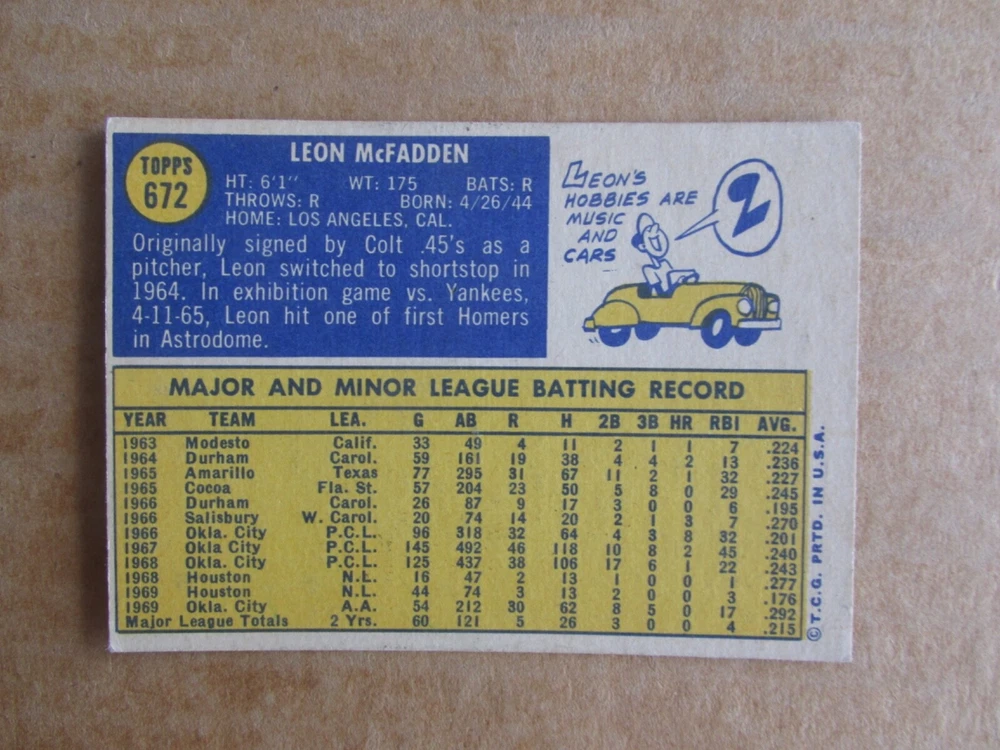 TOPPS
672
LEON McFADDEN
HT: 6'1" WT: 175 BATS: R
THROWS: R BORN: 4/26/44
HOME: LOS ANGELES, CAL.
Originally signed by Colt .45's as a
pitcher, Leon switched to shortstop in
1964. In exhibition game vs. Yankees,
4-11-65, Leon hit one of first Homers
in Astrodome.
LEON'S
HOBBIES ARE
MUSIC
AND
CARS
2
MAJOR AND MINOR LEAGUE BATTING RECORD
YEAR TEAM LEA. G AB R H 2B 3B HR RBI AVG.
1963 Modesto Calif. 33 49 4 11 2 1 1 7 .224
1964 Durham Carol. 59 161 19 38 4 4 2 13 .236
1965 Amarillo Texas 77 295 31 67 11 2 1 32 .227
1965 Cocoa Fla. St. 57 204 23 50 5 8 0 29 .245
1966 Durham Carol. 26 87 9 17 3 0 0 6 .195
1966 Salisbury W. Carol. 20 74 14 20 2 1 3 7 .270
1966 Okla. City P.C.L. 96 318 32 64 4 3 8 32 .201
1967 Okla. City P.C.L. 145 492 46 118 10 8 2 45 .240
1968 Okla. City P.C.L. 125 437 38 106 17 6 1 22 .243
1968 Houston N.L. 16 47 2 13 1 0 0 1 .277
1969 Houston N.L. 44 74 3 13 2 0 0 3 .176
1969 Okla. City A.A. 54 212 30 62 8 5 0 17 .292
Major League Totals 2 Yrs. 60 121 5 26 3 0 0 4 .215
© T.C.G. PRTD. IN U.S.A.